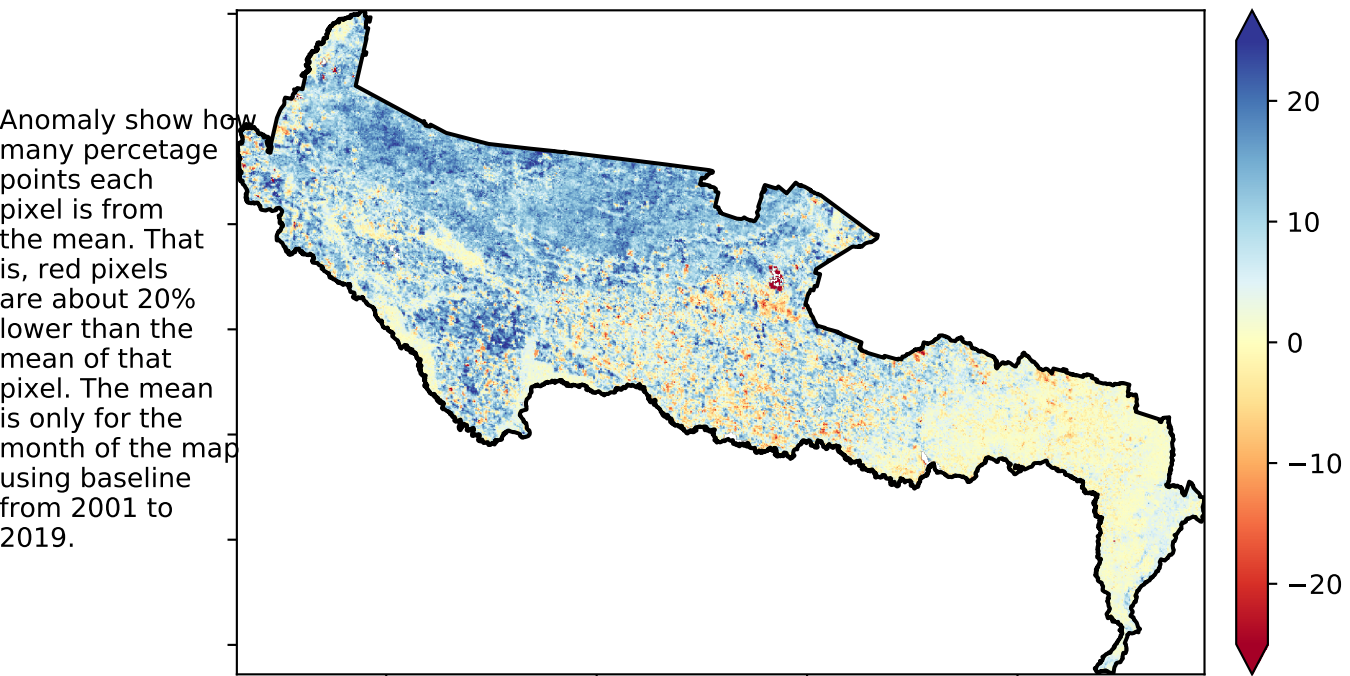 Anomaly show how
many percetage
points each
pixel is from
the mean. That
is, red pixels
are about 20%
lower than the
mean of that
pixel. The mean
is only for the
month of the map
using baseline
from 2001 to
2019.
20
10
0
−10
−20